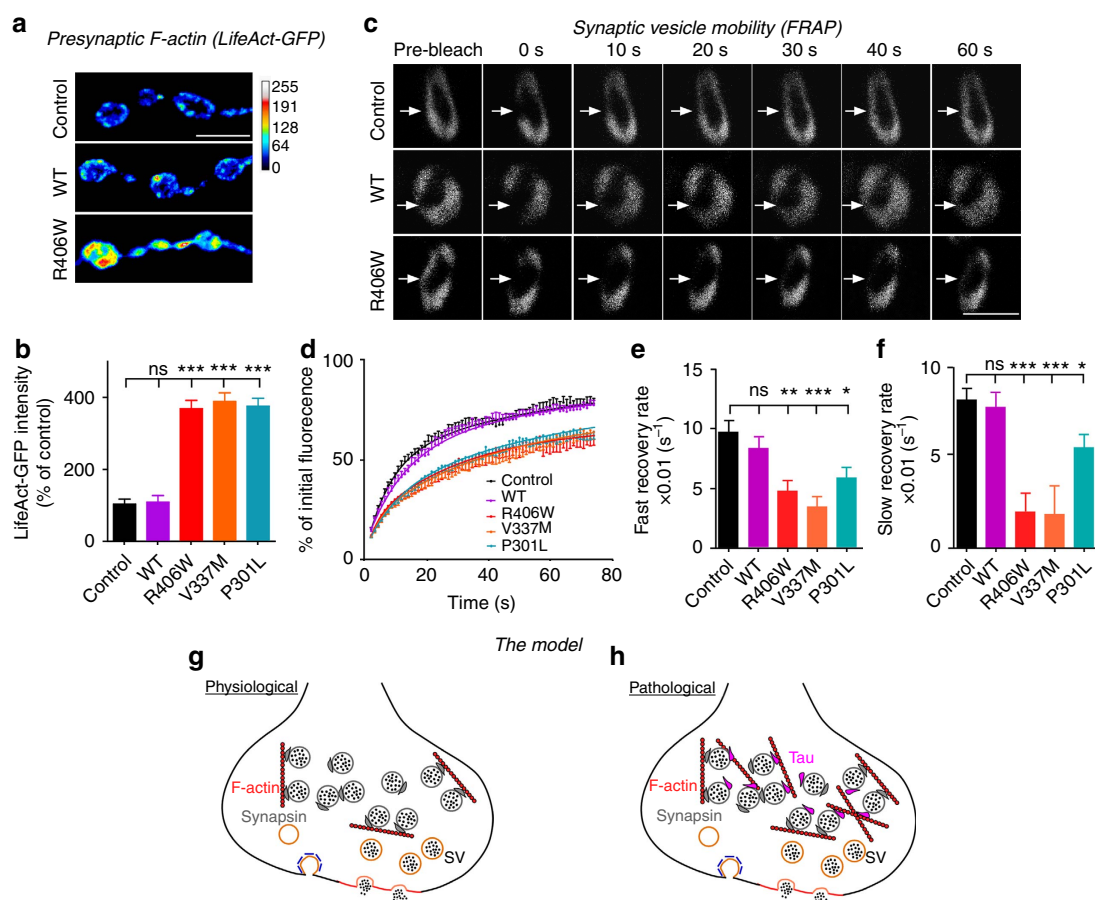 a
Presynaptic F-actin (LifeAct-GFP)
Control
WT
R406W
255
191
128
64
0
c
Synaptic vesicle mobility (FRAP)
Pre-bleach 0 s 10 s 20 s 30 s 40 s 60 s
Control
WT
R406W
b
LifeAct-GFP intensity
(% of control)
400
200
0
ns *** *** ***
Control WT R406W V337M P301L
d
% of initial fluorescence
100
50
0
0 20 40 60 80
Time (s)
Control
WT
R406W
V337M
P301L
e
Fast recovery rate
×0.01 (s⁻¹)
15
10
5
0
ns ** *** *
Control WT R406W V337M P301L
f
Slow recovery rate
×0.01 (s⁻¹)
10
5
0
ns *** *** *
Control WT R406W V337M P301L
The model
g
Physiological
F-actin
Synapsin
SV
h
Pathological
Tau
F-actin
Synapsin
SV